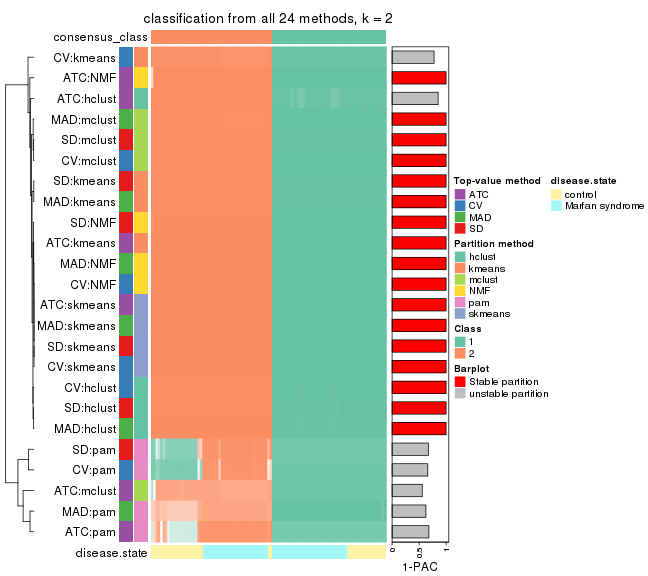 classification from all 24 methods, k = 2
consensus_class
CV:kmeans
ATC:NMF
ATC:hclust
MAD:mclust
SD:mclust
CV:mclust
SD:kmeans
MAD:kmeans
SD:NMF
ATC:kmeans
MAD:NMF
CV:NMF
ATC:skmeans
MAD:skmeans
SD:skmeans
CV:skmeans
CV:hclust
SD:hclust
MAD:hclust
SD:pam
CV:pam
ATC:mclust
MAD:pam
ATC:pam
disease.state
0
0.5
1
1-PAC
Top-value method
ATC
CV
MAD
SD
Partition method
hclust
kmeans
mclust
NMF
pam
skmeans
Class
1
2
Barplot
Stable partition
unstable partition
disease.state
control
Marfan syndrome